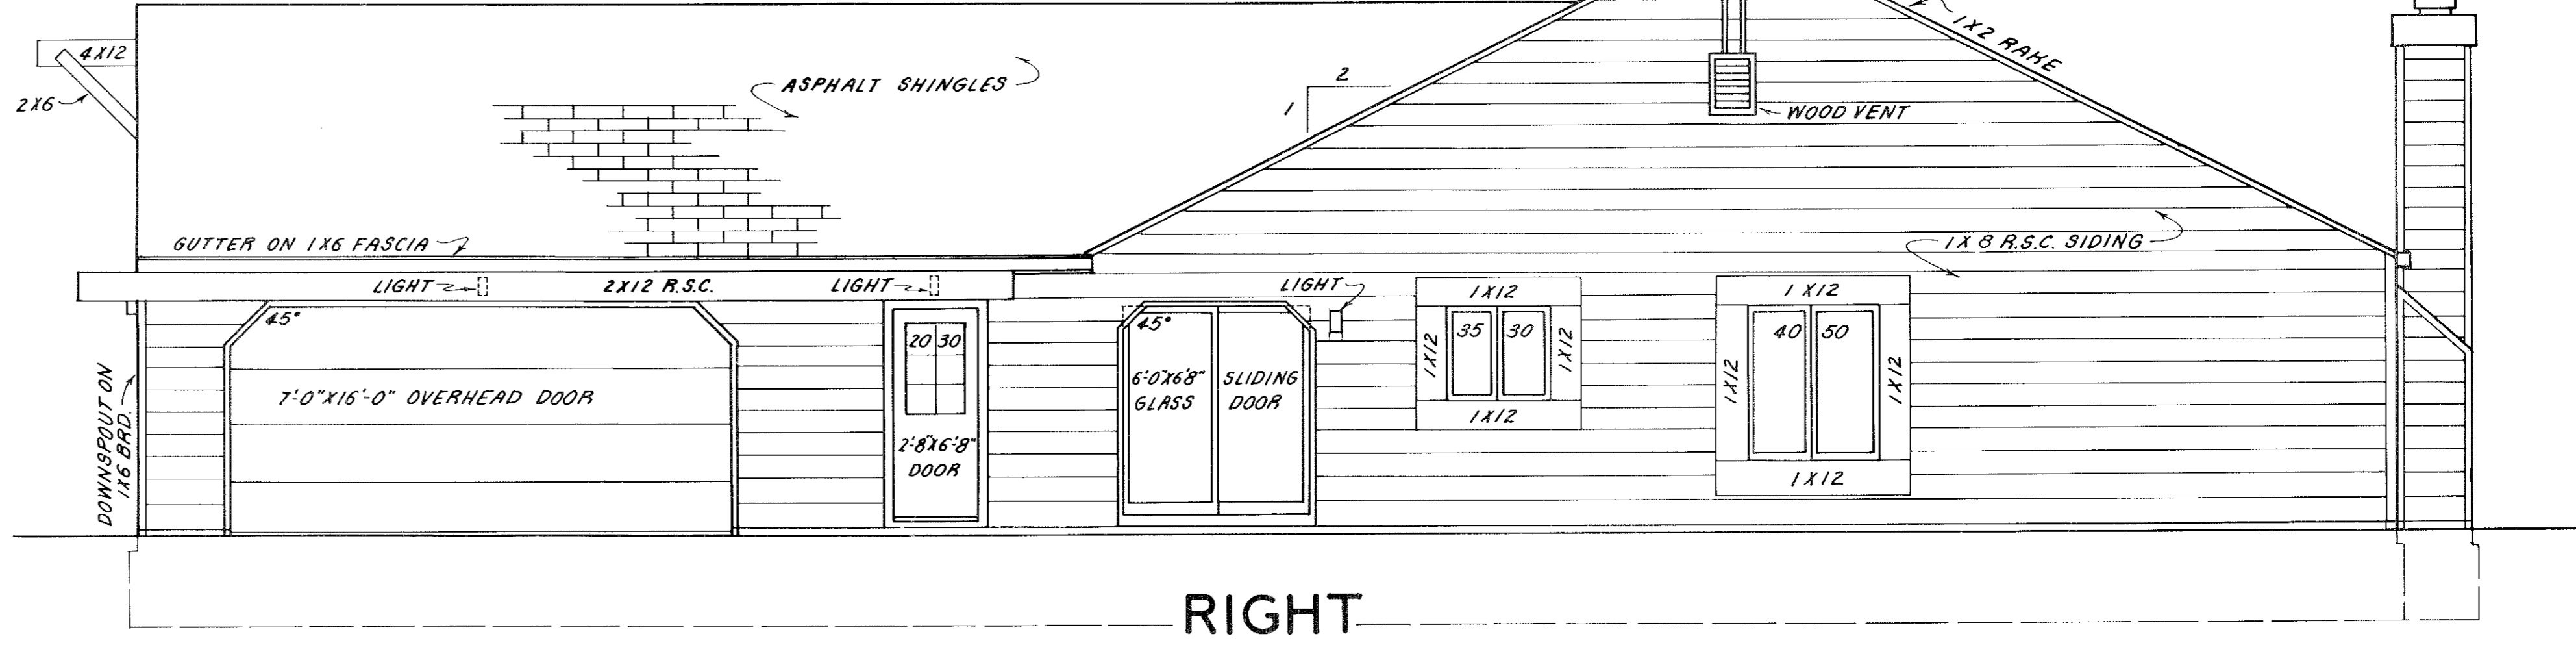 1X2 RAKE
4X12
2X6
ASPHALT SHINGLES
2
1
WOOD VENT
GUTTER ON 1X6 FASCIA
1X8 R.S.C. SIDING
LIGHT
2X12 R.S.C.
LIGHT
LIGHT
1X12
1X12
45°
45°
20 30
35
30
40
50
1X12
1X12
1X12
1X12
DOWNSPOUT ON
1X6 BRD.
7'-0"X16'-0" OVERHEAD DOOR
6'-0"X6'8" SLIDING
GLASS DOOR
1X12
2'-8"X6'-8"
DOOR
1X12
RIGHT